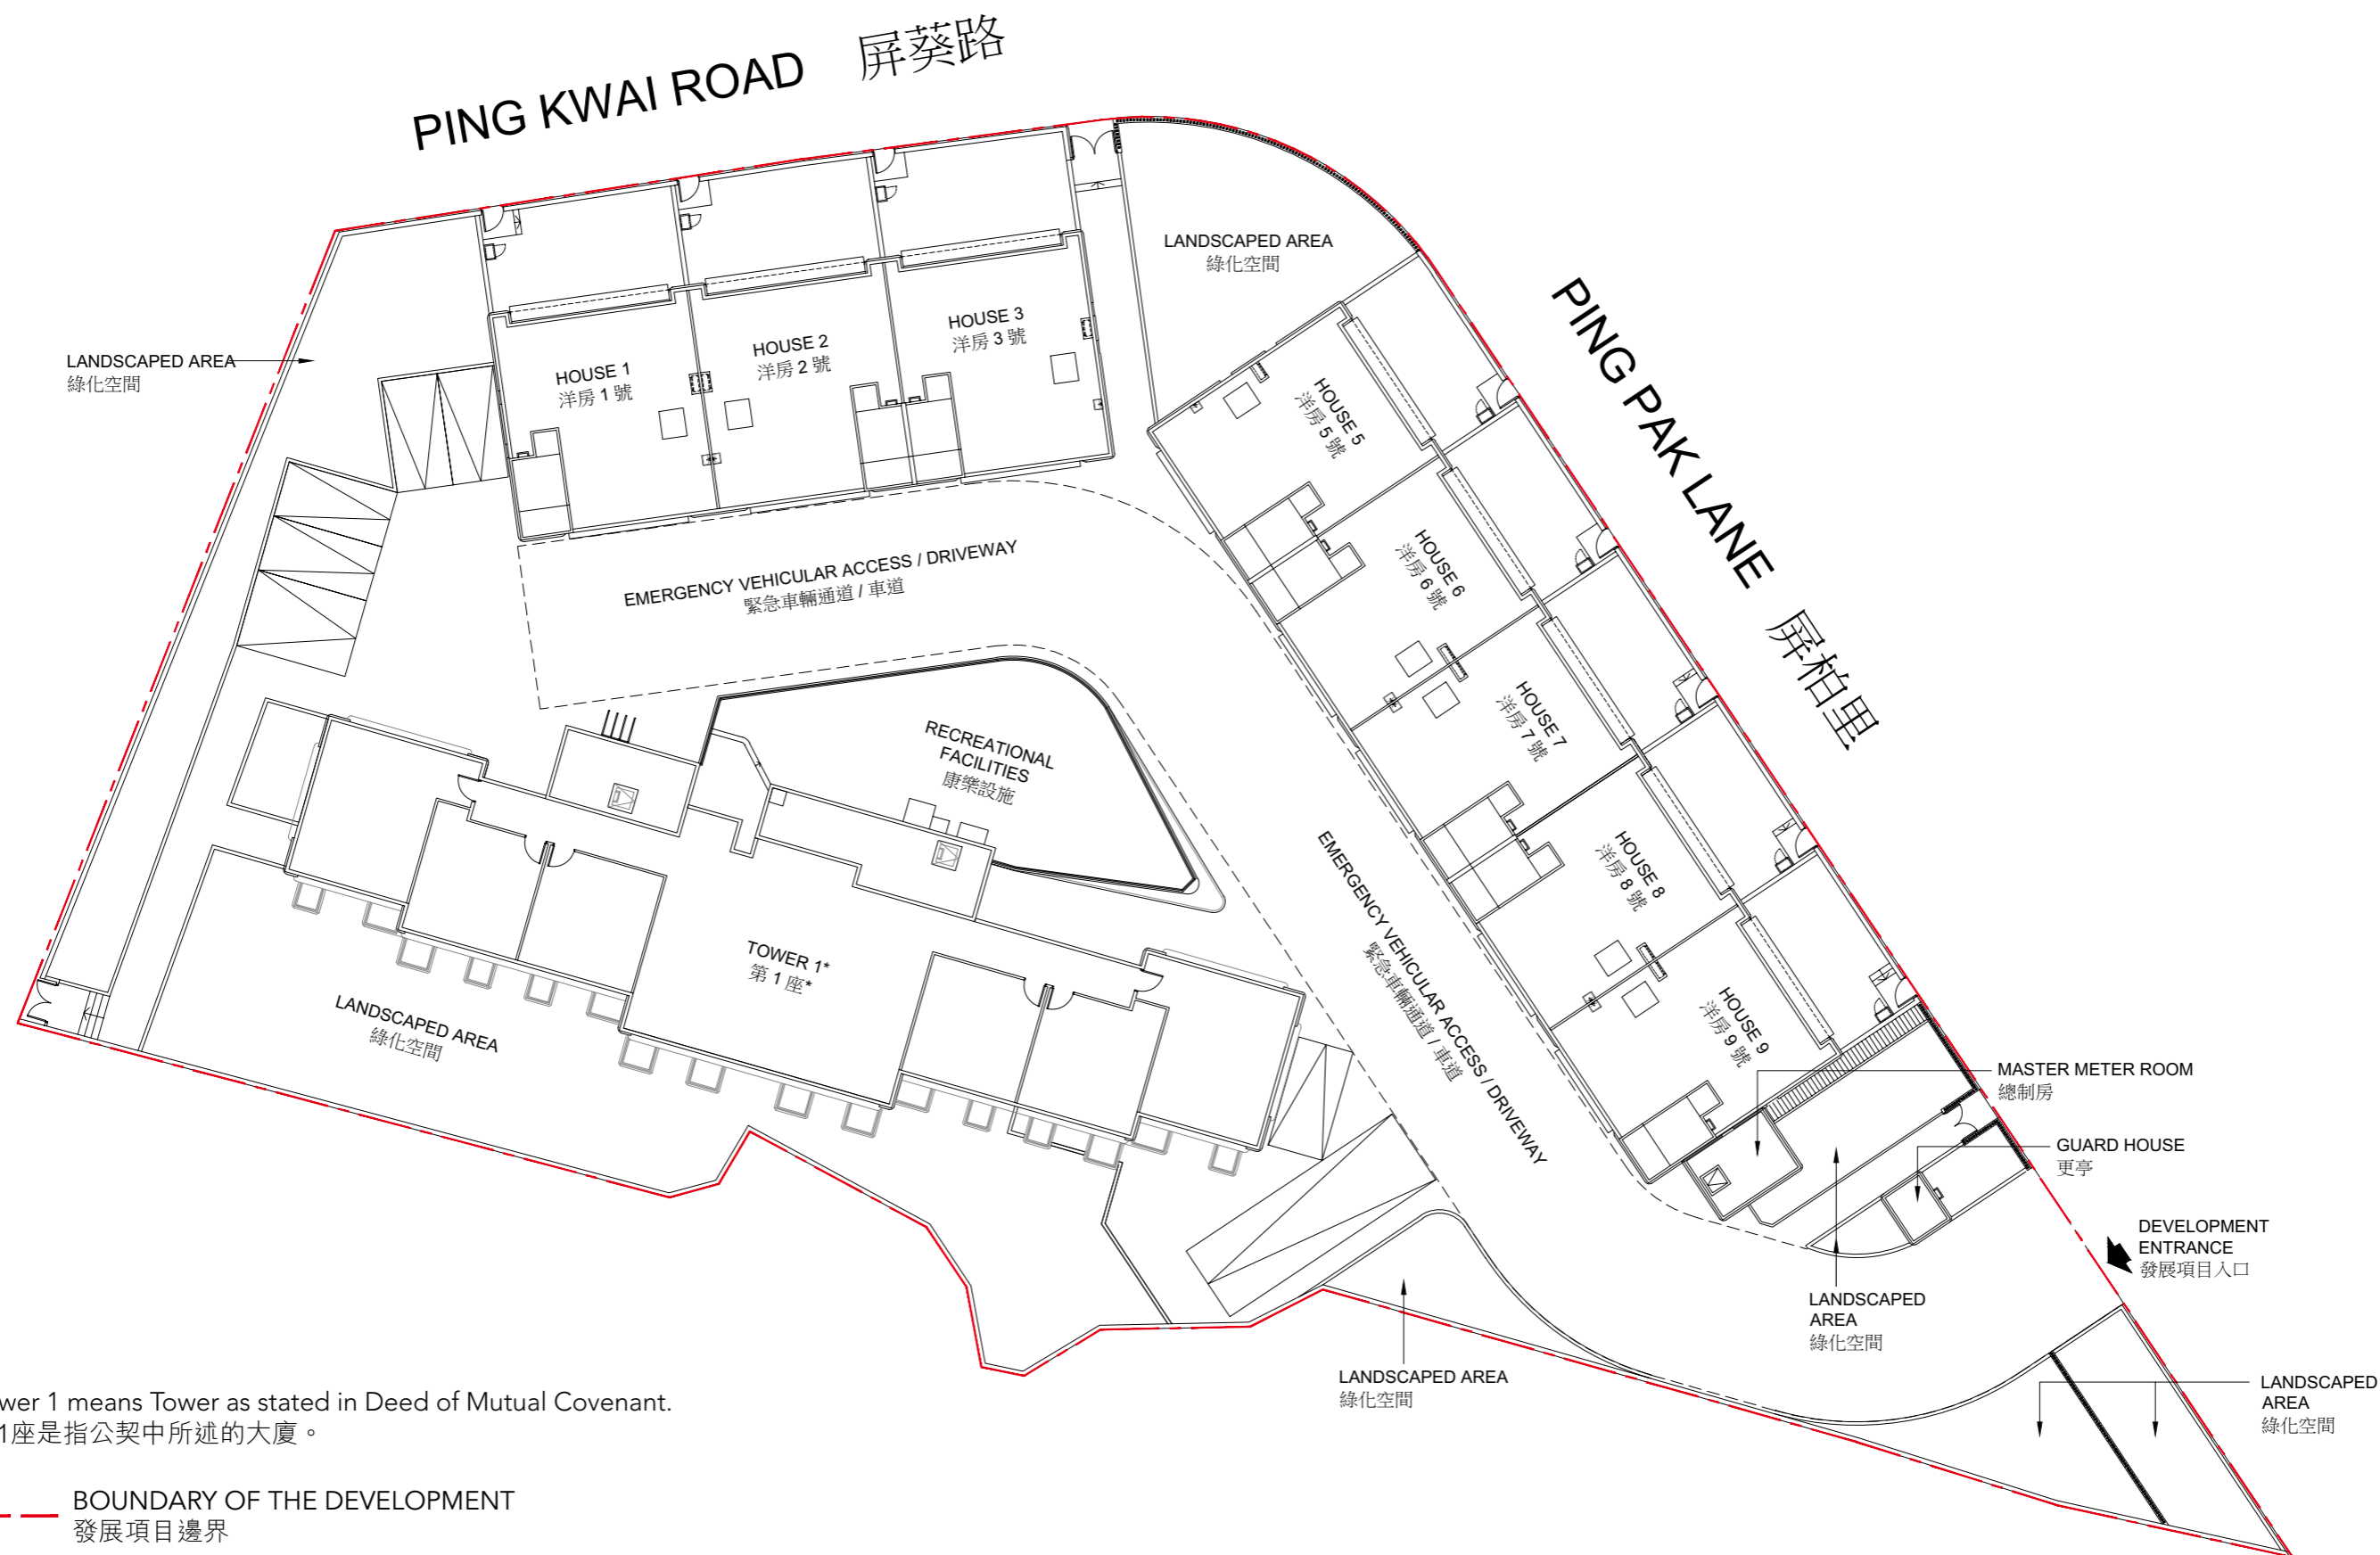 PING KWAI ROAD 屏葵路
LANDSCAPED AREA
綠化空間
LANDSCAPED AREA
綠化空間
HOUSE 1
洋房 1 號
HOUSE 2
洋房 2 號
HOUSE 3
洋房 3 號
PING PAK LANE 屏柏里
HOUSE 5
洋房 5 號
HOUSE 6
洋房 6 號
HOUSE 7
洋房 7 號
HOUSE 8
洋房 8 號
HOUSE 9
洋房 9 號
EMERGENCY VEHICULAR ACCESS / DRIVEWAY
緊急車輛通道 / 車道
RECREATIONAL
FACILITIES
康樂設施
EMERGENCY VEHICULAR ACCESS / DRIVEWAY
緊急車輛通道 / 車道
TOWER 1*
第 1 座*
LANDSCAPED AREA
綠化空間
MASTER METER ROOM
總制房
GUARD HOUSE
更亭
DEVELOPMENT
ENTRANCE
發展項目入口
LANDSCAPED
AREA
綠化空間
LANDSCAPED AREA
綠化空間
LANDSCAPED
AREA
綠化空間
wer 1 means Tower as stated in Deed of Mutual Covenant.
1座是指公契中所述的大廈。
BOUNDARY OF THE DEVELOPMENT
發展項目邊界